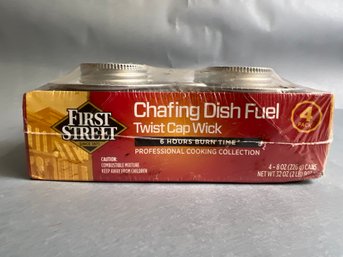 FIRST
STREET
Chafing Dish Fuel
Twist Cap Wick
6 HOURS BURN TIME
PROFESSIONAL COOKING COLLECTION
4
PACK
CAUTION:
COMBUSTIBLE MIXTURE
KEEP AWAY FROM CHILDREN
4 - 8 OZ (226 g) CANS
NET WT 32 OZ (2 LB)